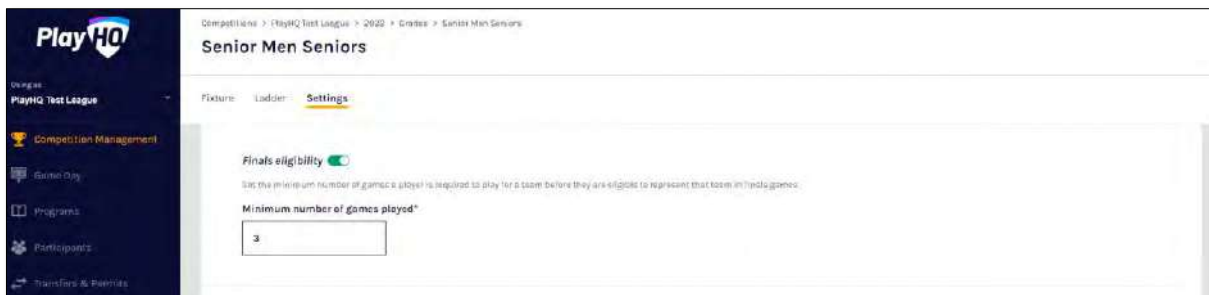 PlayHQ
Competitions > PlayHQ Test League > 2022 > Grades > Senior Men Seniors
Senior Men Seniors
Using as
PlayHQ Test League
Fixture Ladder Settings
Competition Management
Game Day
Programs
Participants
Transfers & Permits
Finals eligibility
Set the minimum number of games a player is required to play for a team before they are eligible to represent that team in finals games
Minimum number of games played*
3